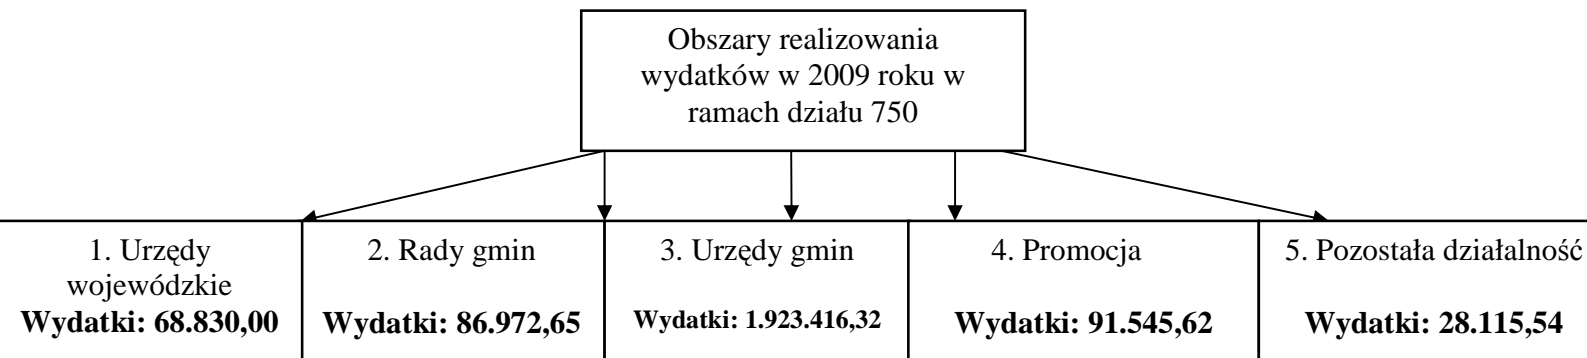 Obszary realizowania
wydatków w 2009 roku w
ramach działu 750
1. Urzędy
wojewódzkie
Wydatki: 68.830,00
2. Rady gmin
Wydatki: 86.972,65
3. Urzędy gmin
Wydatki: 1.923.416,32
4. Promocja
Wydatki: 91.545,62
5. Pozostała działalność
Wydatki: 28.115,54